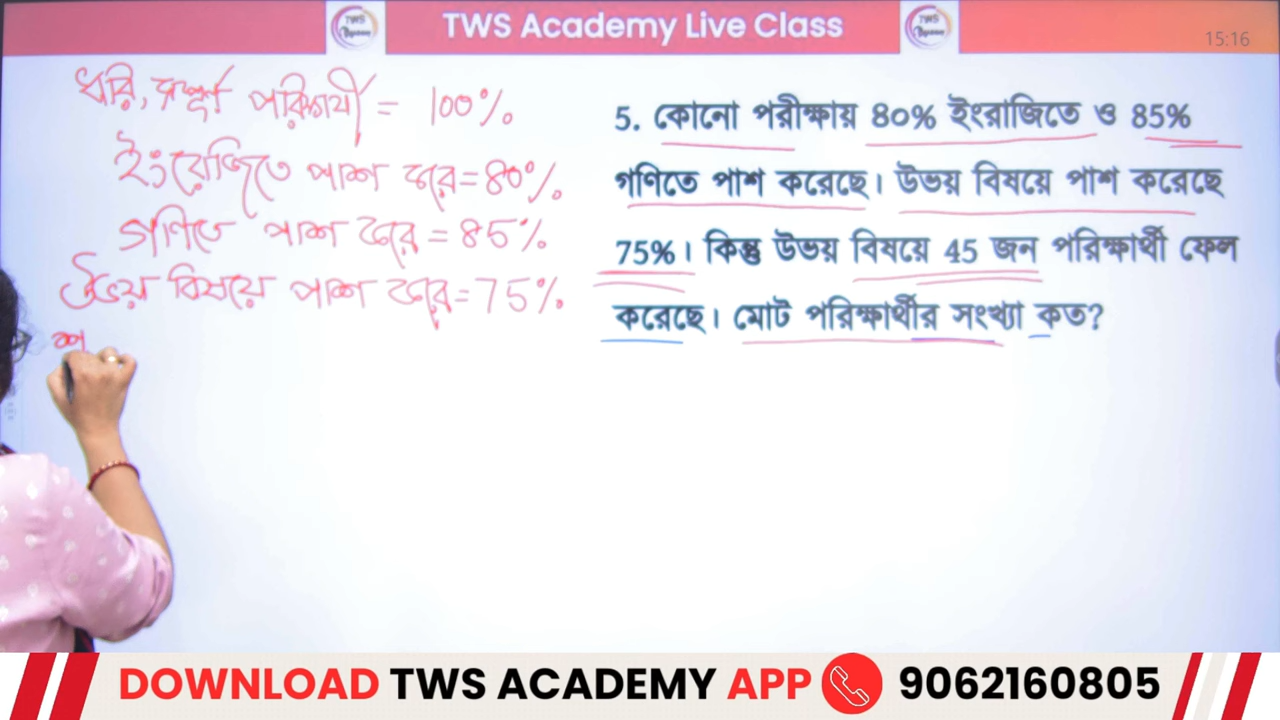 TWS Academy Live Class
TWS
TWS
15:16
ধরি, সম্পূর্ণ পরিক্ষার্থী = 100%
ইংরেজিতে পাশ করে = 80%
গণিতে পাশ করে = 85%
উভয় বিষয়ে পাশ করে = 75%
5. কোনো পরীক্ষায় 80% ইংরাজিতে ও 85%
গণিতে পাশ করেছে। উভয় বিষয়ে পাশ করেছে
75%। কিন্তু উভয় বিষয়ে 45 জন পরিক্ষার্থী ফেল
করেছে। মোট পরিক্ষার্থীর সংখ্যা কত?
DOWNLOAD TWS ACADEMY APP 9062160805